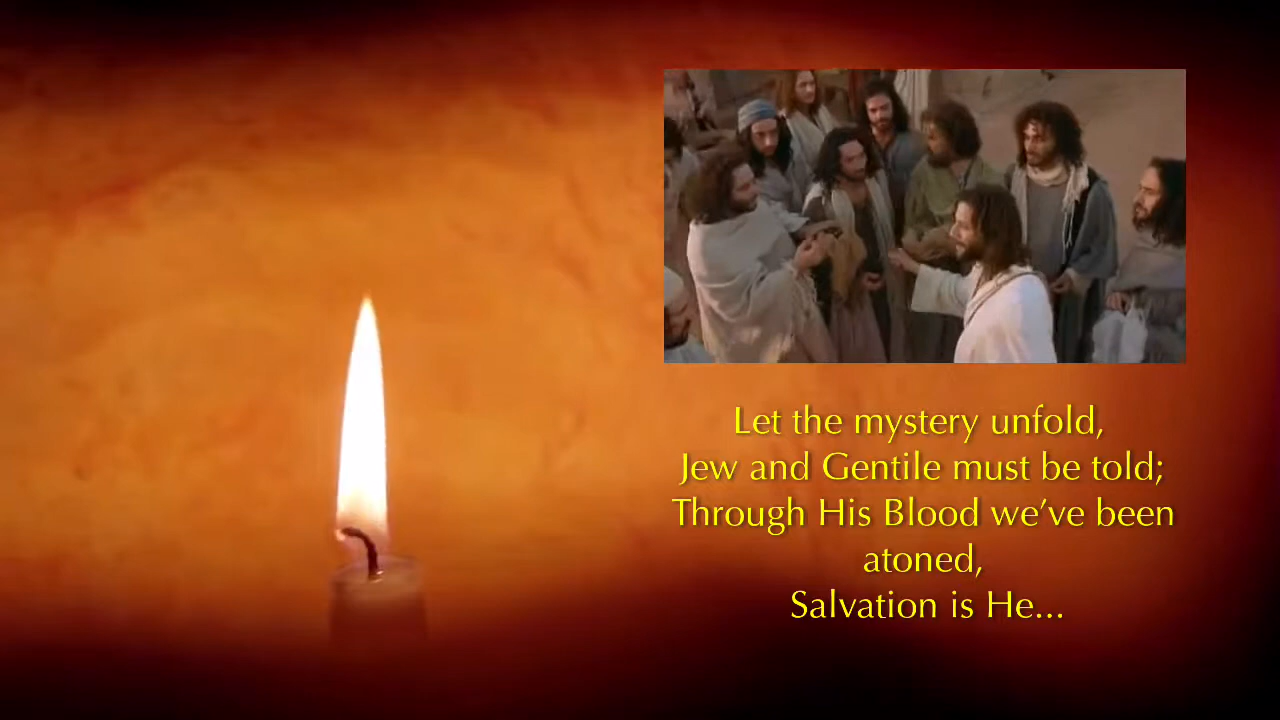 Let the mystery unfold,
Jew and Gentile must be told;
Through His Blood we've been
atoned,
Salvation is He...